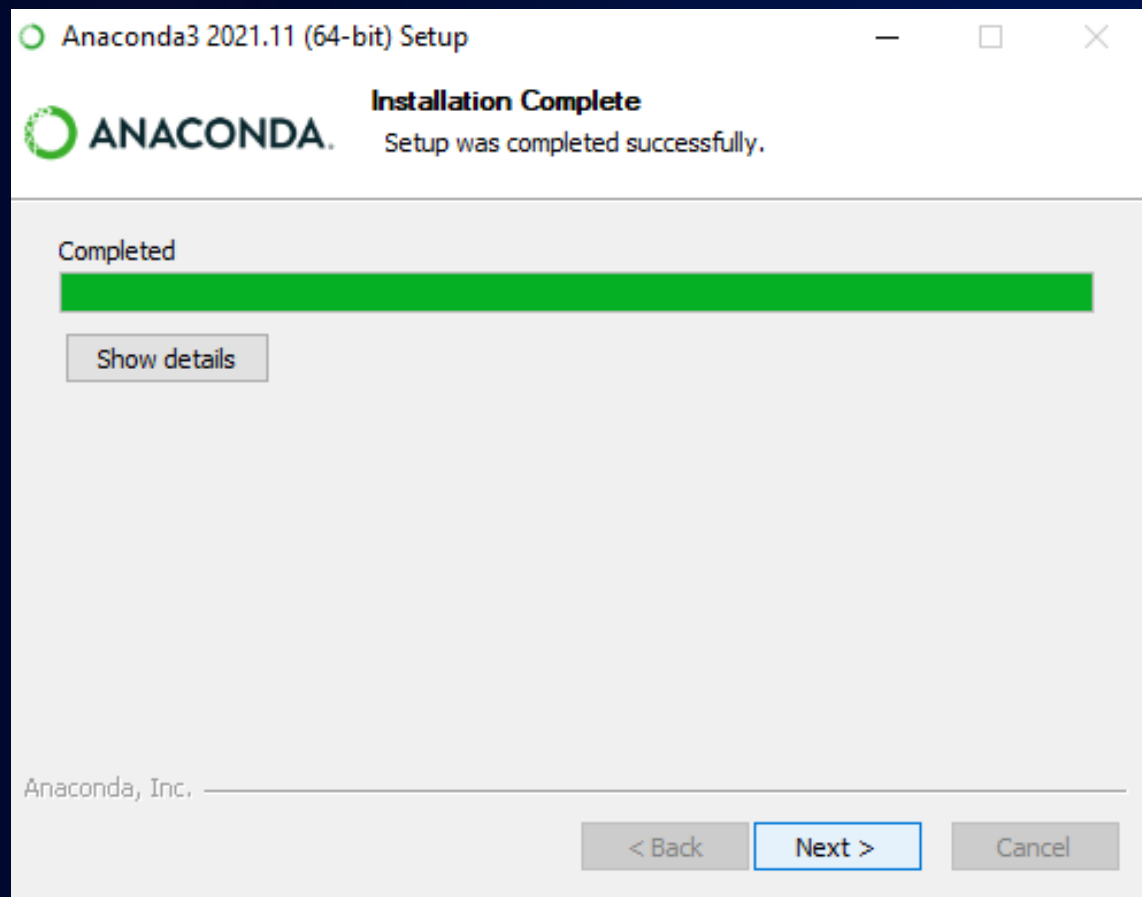 Anaconda3 2021.11 (64-bit) Setup
ANACONDA.
Installation Complete
Setup was completed successfully.
Completed
Show details
Anaconda, Inc.
< Back
Next >
Cancel